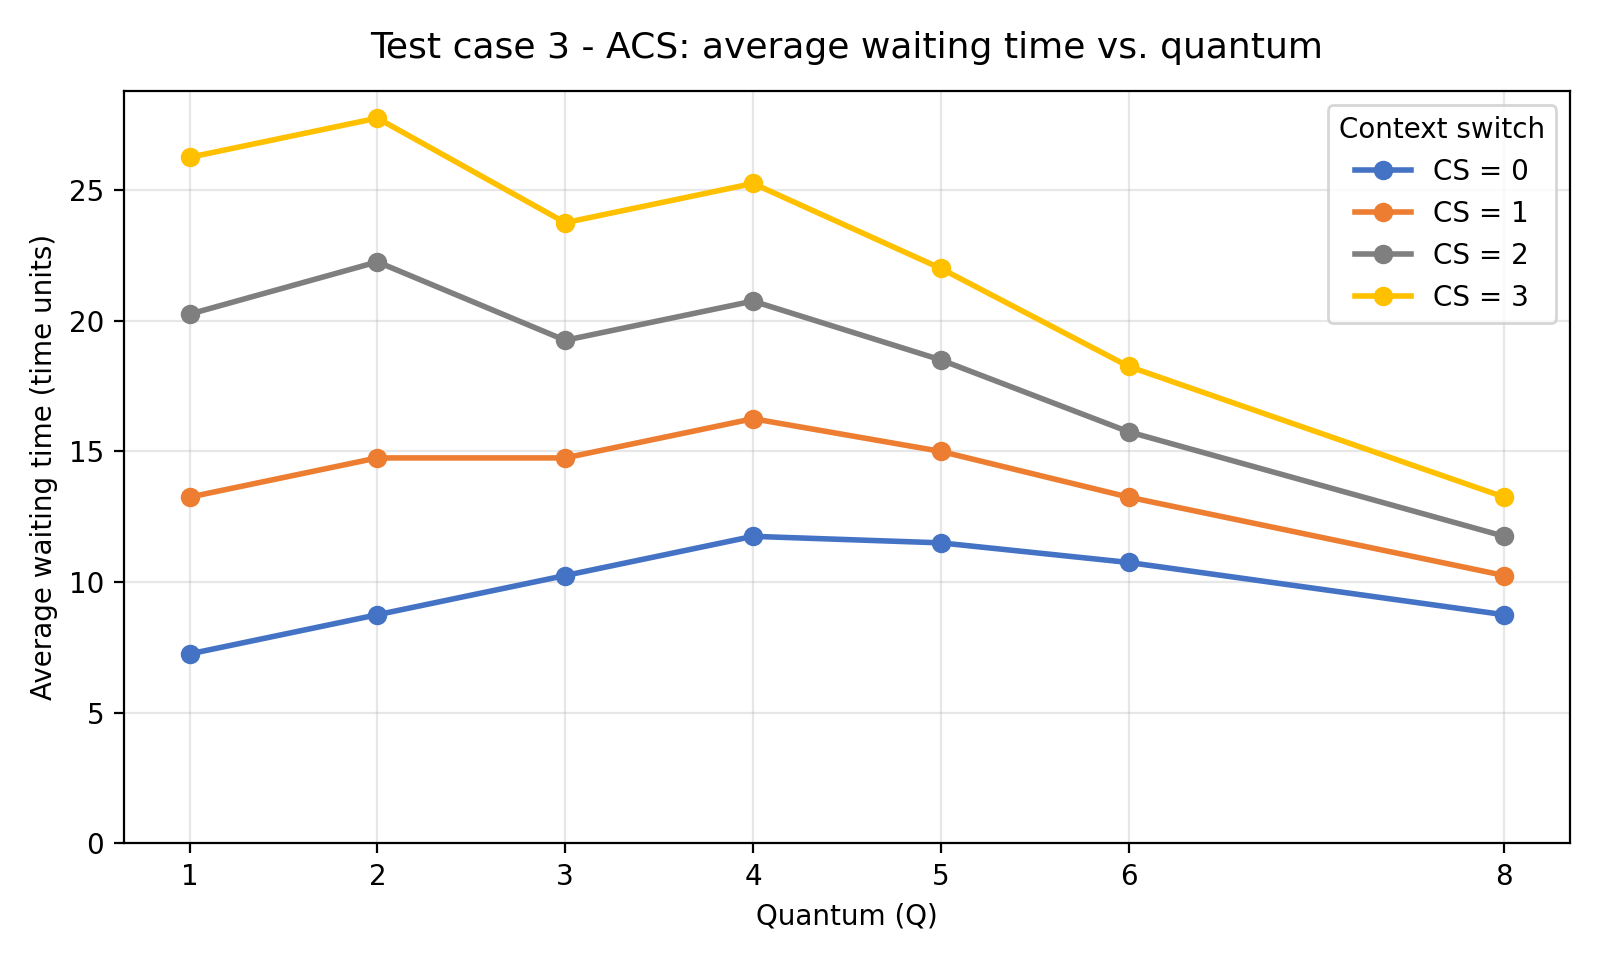 Test case 3 - ACS: average waiting time vs. quantum
Average waiting time (time units)
25
20
15
10
5
0
Context switch
CS = 0
CS = 1
CS = 2
CS = 3
1 2 3 4 5 6 8
Quantum (Q)